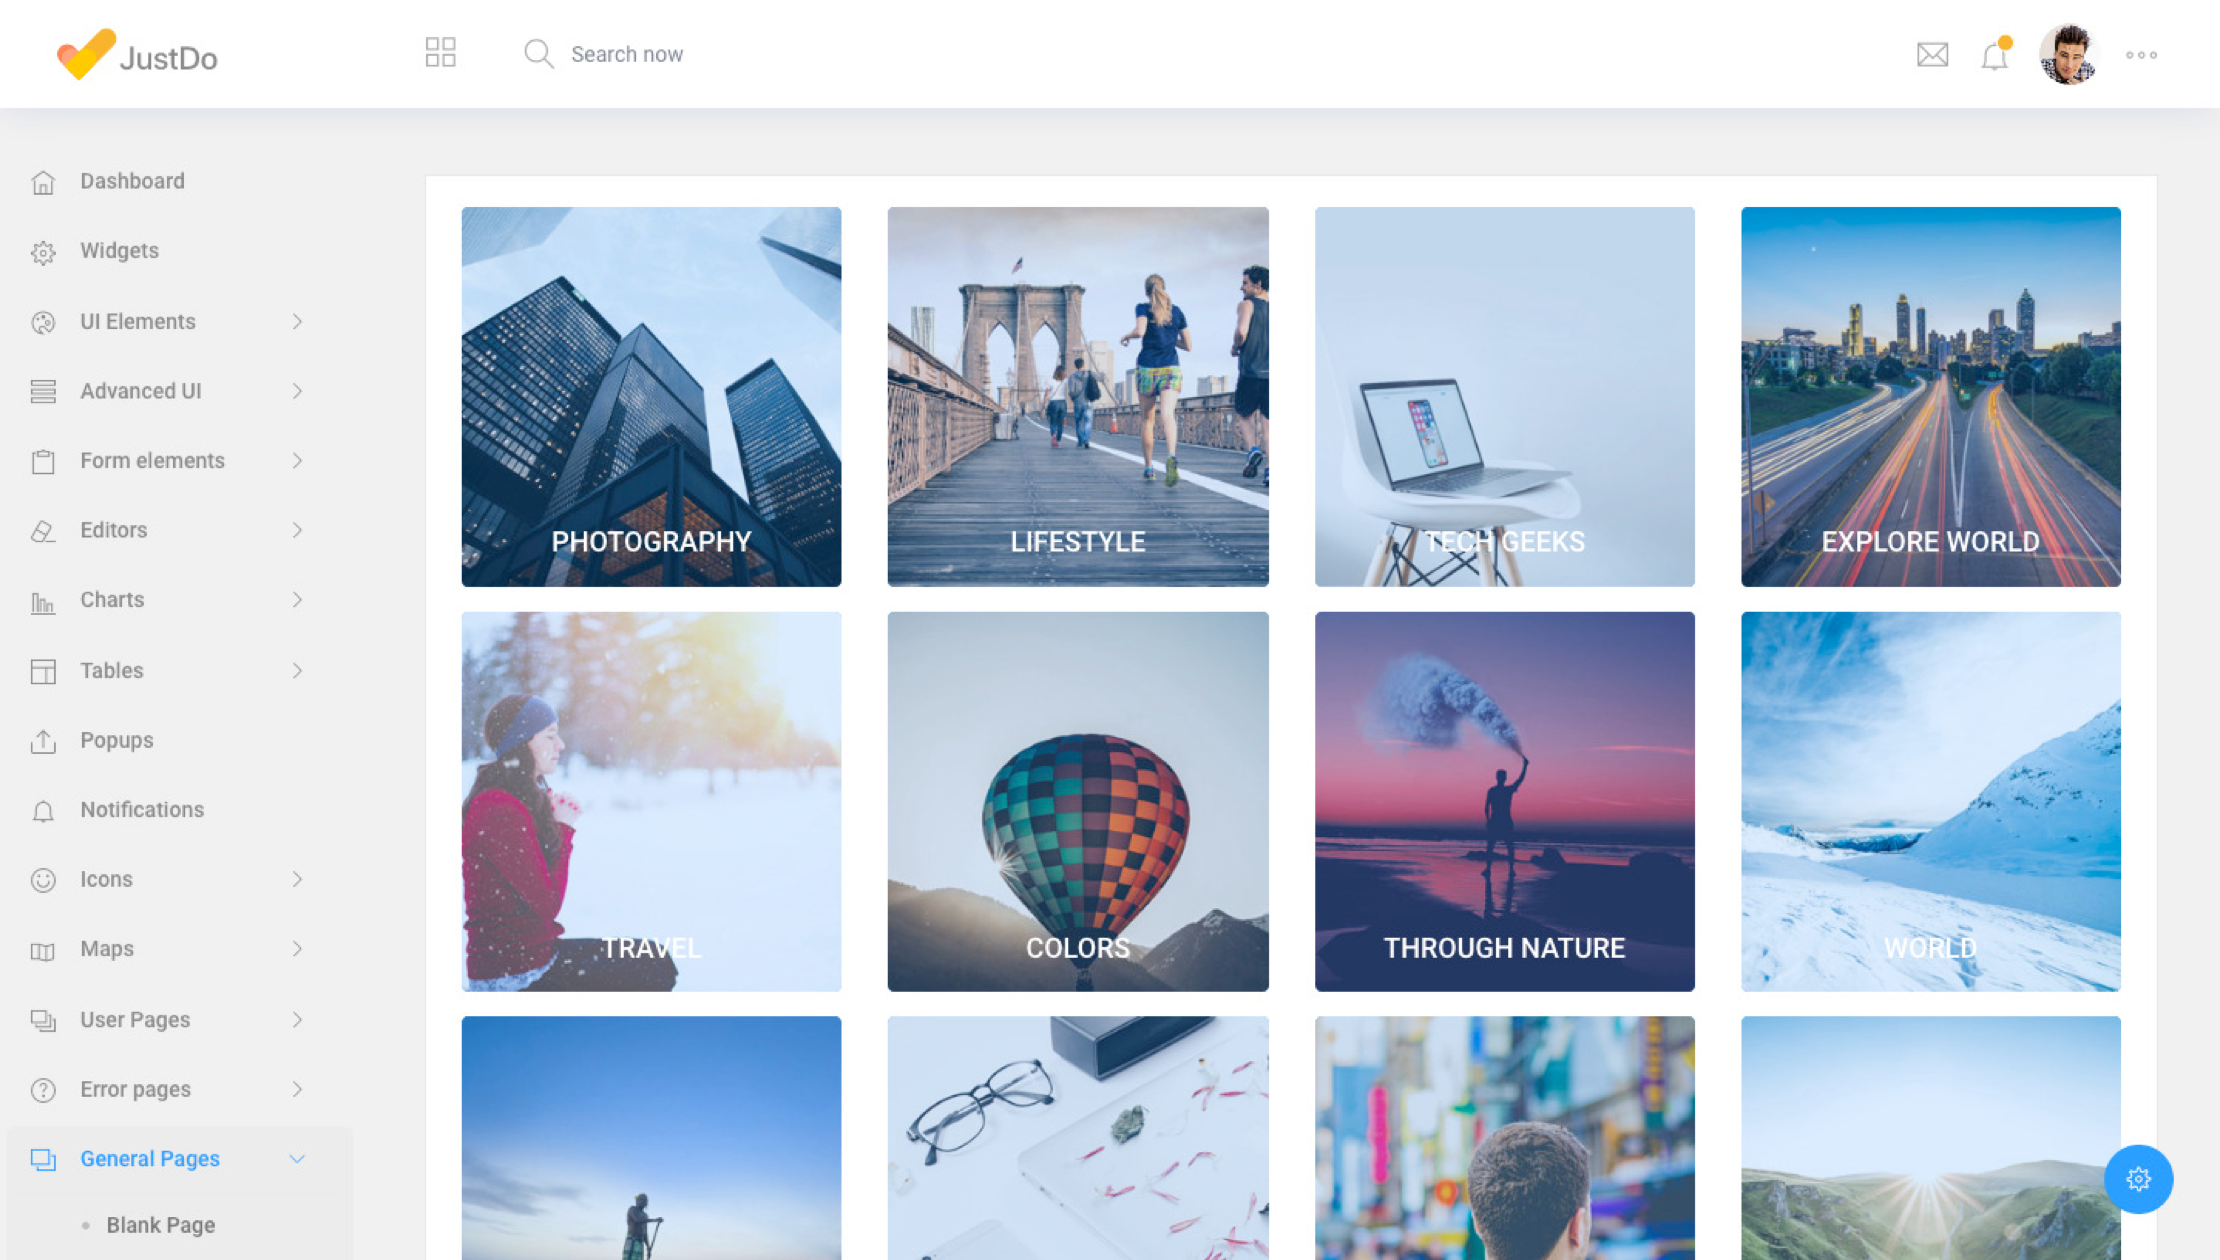 JustDo
Search now
Dashboard
Widgets
UI Elements
Advanced UI
Form elements
Editors
Charts
Tables
Popups
Notifications
Icons
Maps
User Pages
Error pages
General Pages
Blank Page
PHOTOGRAPHY
LIFESTYLE
TECH GEEKS
EXPLORE WORLD
TRAVEL
COLORS
THROUGH NATURE
WORLD